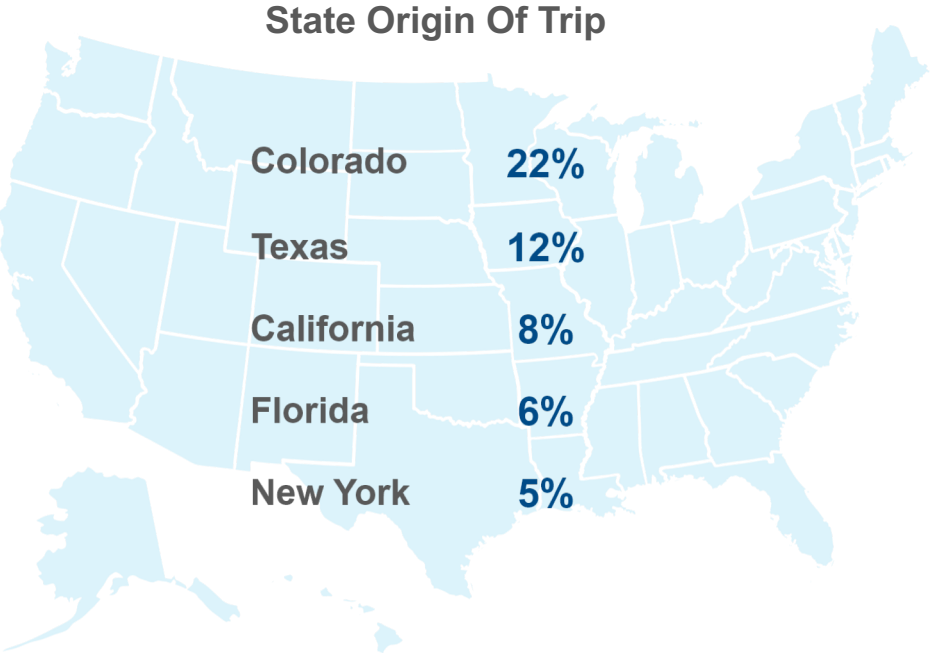 State Origin Of Trip
Colorado 22%
Texas 12%
California 8%
Florida 6%
New York 5%